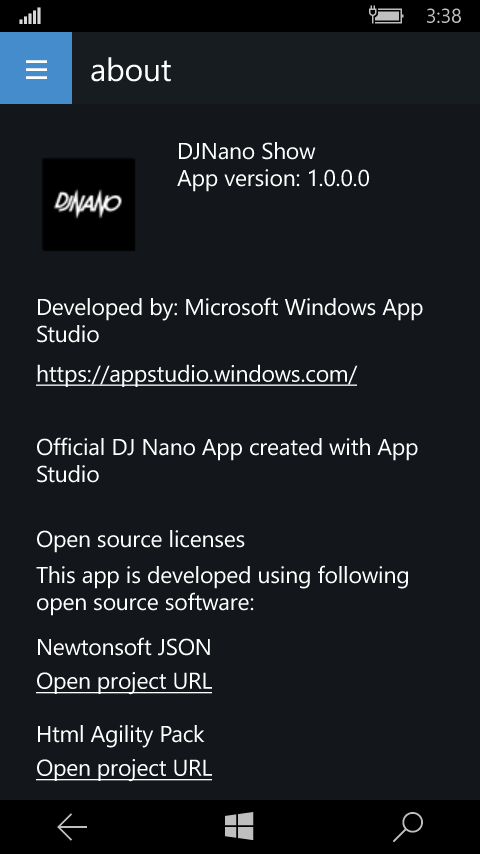 3:38
about
DJNano Show
App version: 1.0.0.0
DJNANO
Developed by: Microsoft Windows App
Studio
https://appstudio.windows.com/
Official DJ Nano App created with App
Studio
Open source licenses
This app is developed using following
open source software:
Newtonsoft JSON
Open project URL
Html Agility Pack
Open project URL